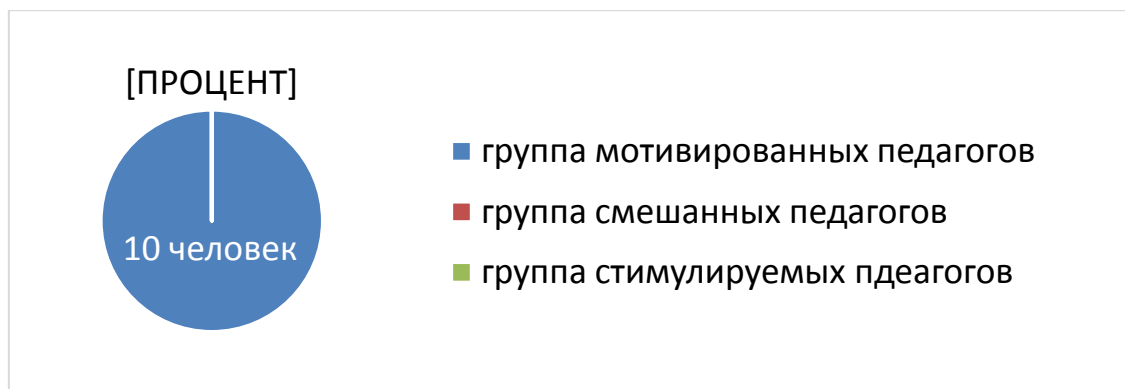 [ПРОЦЕНТ]
10 человек
группа мотивированных педагогов
группа смешанных педагогов
группа стимулируемых пдеагогов